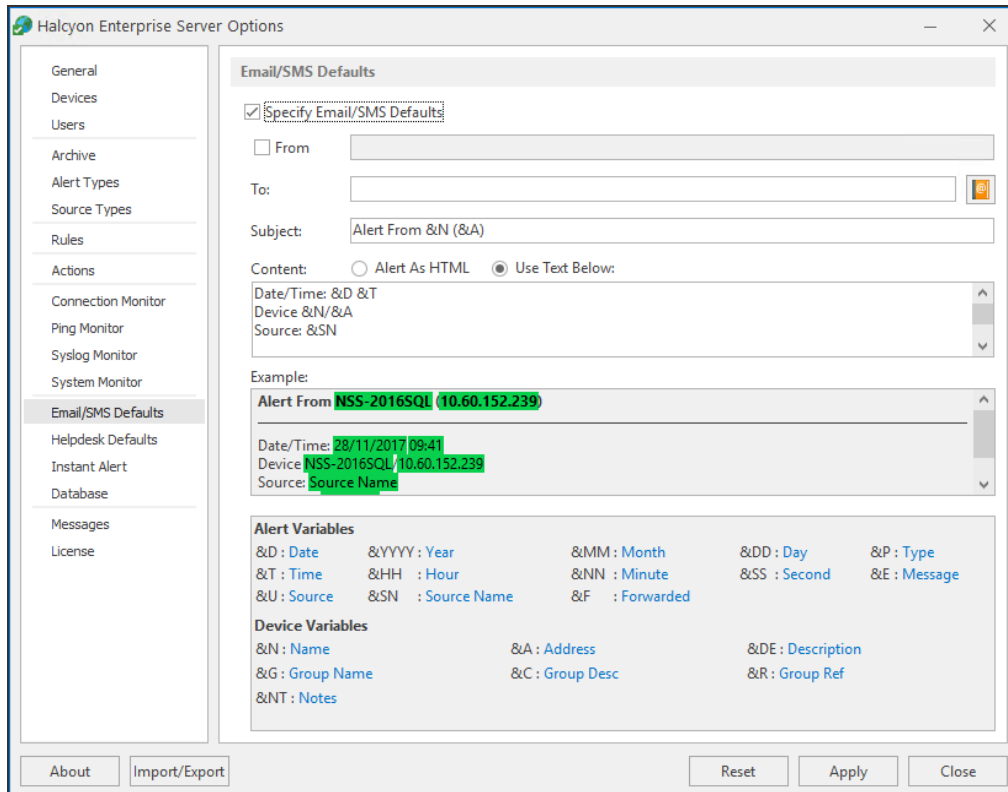 Halcyon Enterprise Server Options
General
Devices
Users
Archive
Alert Types
Source Types
Rules
Actions
Connection Monitor
Ping Monitor
Syslog Monitor
System Monitor
Email/SMS Defaults
Helpdesk Defaults
Instant Alert
Database
Messages
License
Email/SMS Defaults
Specify Email/SMS Defaults
From
To:
Subject: Alert From &N (&A)
Content: Alert As HTML Use Text Below:
Date/Time: &D &T
Device &N/&A
Source: &SN
Example:
Alert From NSS-2016SQL (10.60.152.239)
Date/Time: 28/11/2017 09:41
Device NSS-2016SQL/10.60.152.239
Source: Source Name
Alert Variables
&D : Date &YYYY : Year &MM : Month &DD : Day &P : Type
&T : Time &HH : Hour &NN : Minute &SS : Second &E : Message
&U : Source &SN : Source Name &F : Forwarded
Device Variables
&N : Name &A : Address &DE : Description
&G : Group Name &C : Group Desc &R : Group Ref
&NT : Notes
About Import/Export Reset Apply Close